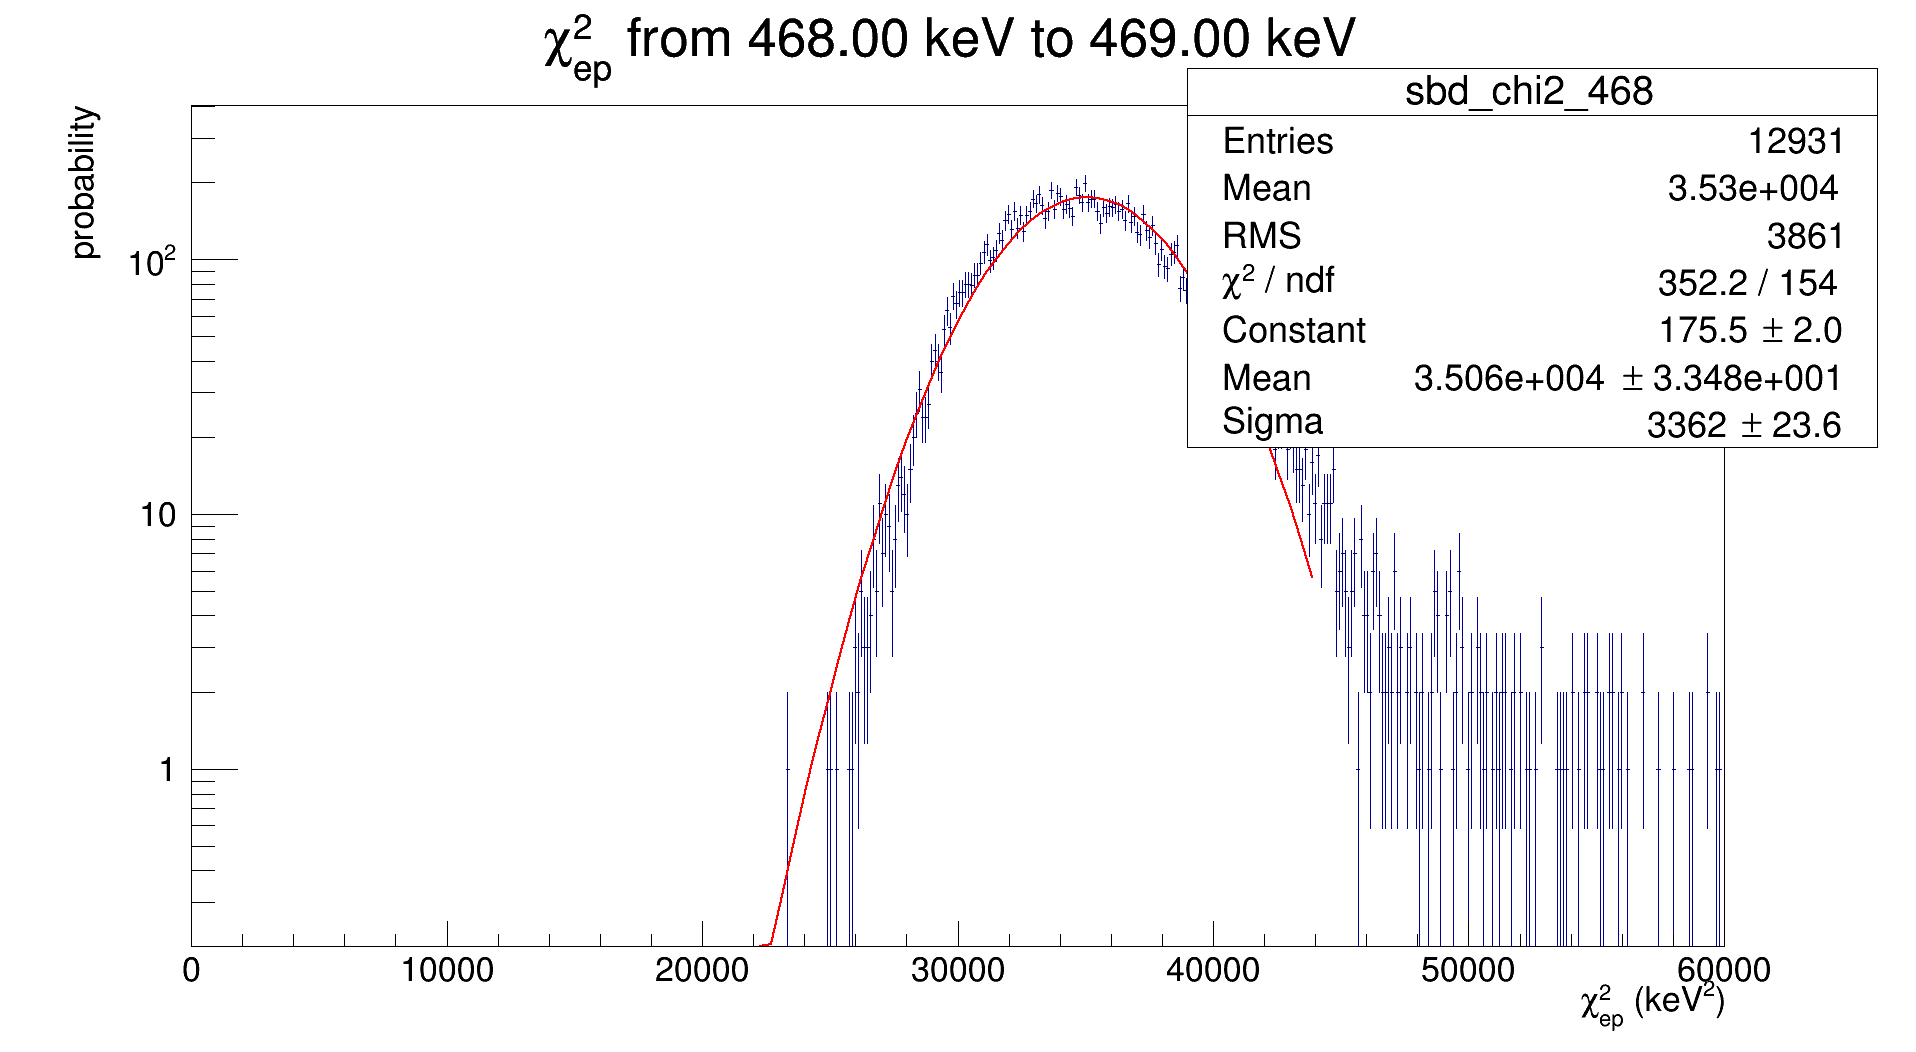 χ²ep from 468.00 keV to 469.00 keV
sbd_chi2_468
Entries 12931
Mean 3.53e+004
RMS 3861
χ² / ndf 352.2 / 154
Constant 175.5 ± 2.0
Mean 3.506e+004 ± 3.348e+001
Sigma 3362 ± 23.6
probability
10²
10
1
0 10000 20000 30000 40000 50000 60000
χ²ep (keV²)